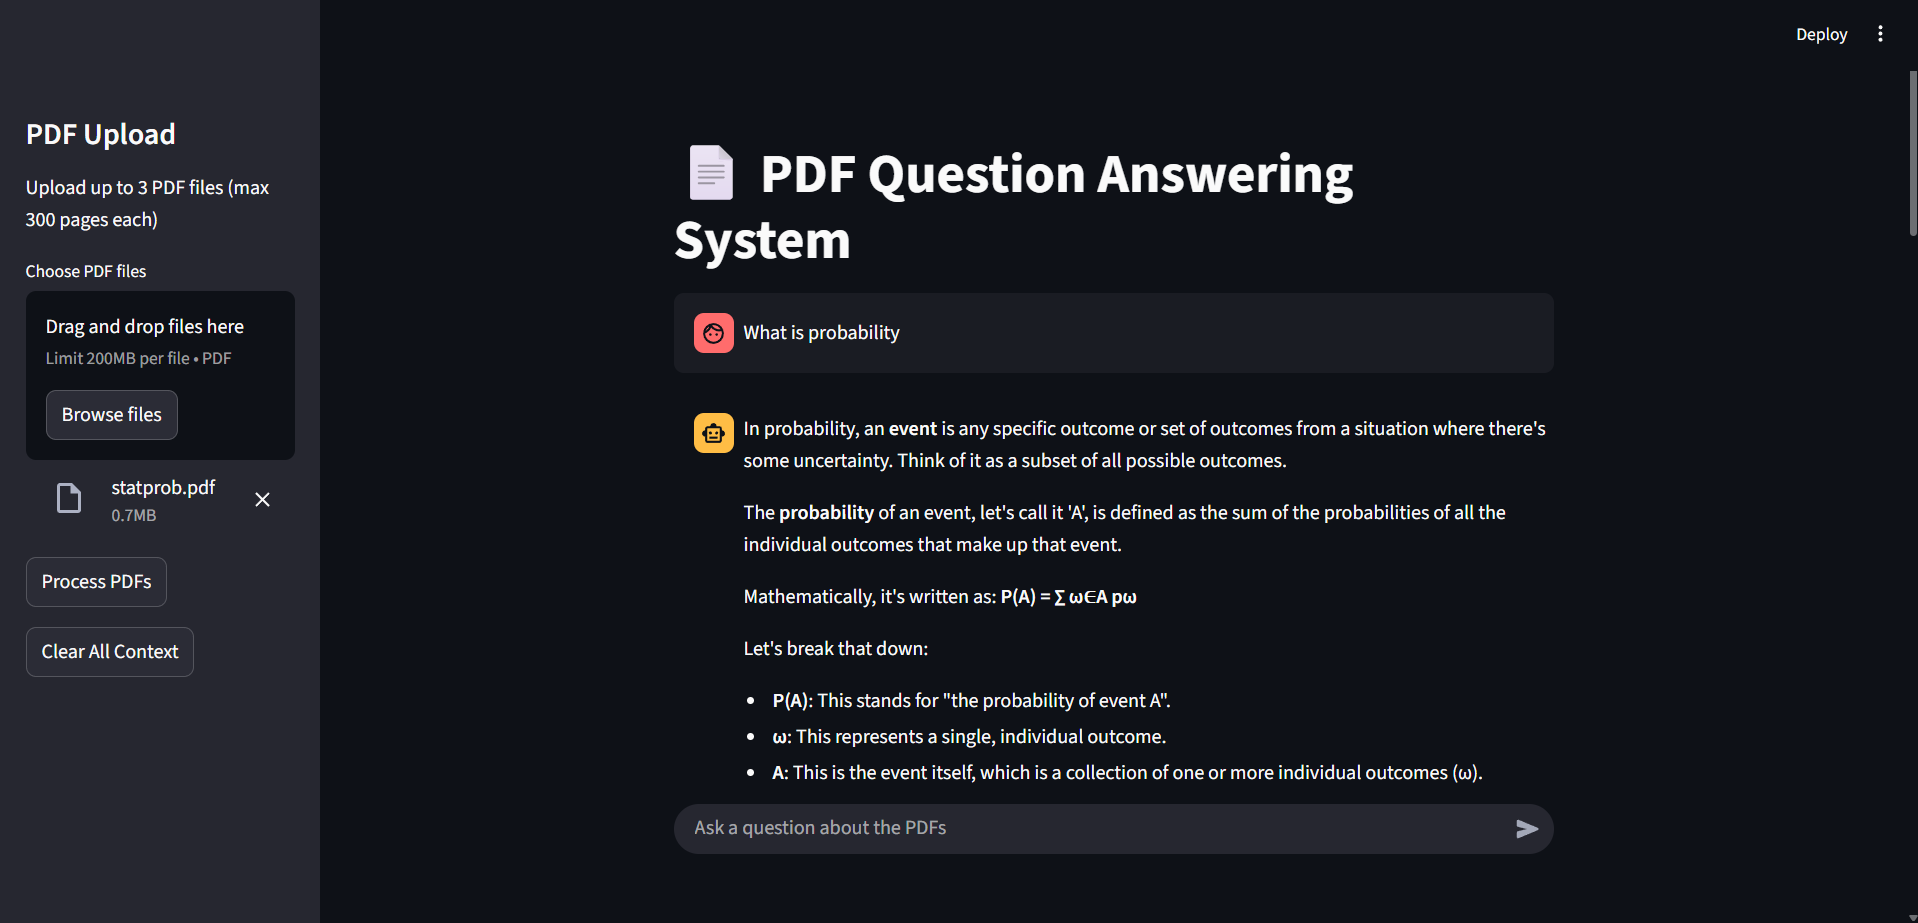 Deploy
PDF Upload
Upload up to 3 PDF files (max
300 pages each)
Choose PDF files
Drag and drop files here
Limit 200MB per file • PDF
Browse files
statprob.pdf
0.7MB
Process PDFs
Clear All Context
PDF Question Answering
System
What is probability
In probability, an event is any specific outcome or set of outcomes from a situation where there's
some uncertainty. Think of it as a subset of all possible outcomes.
The probability of an event, let's call it 'A', is defined as the sum of the probabilities of all the
individual outcomes that make up that event.
Mathematically, it's written as: P(A) = ∑ ω∈A pω
Let's break that down:
• P(A): This stands for "the probability of event A".
• ω: This represents a single, individual outcome.
• A: This is the event itself, which is a collection of one or more individual outcomes (ω).
Ask a question about the PDFs